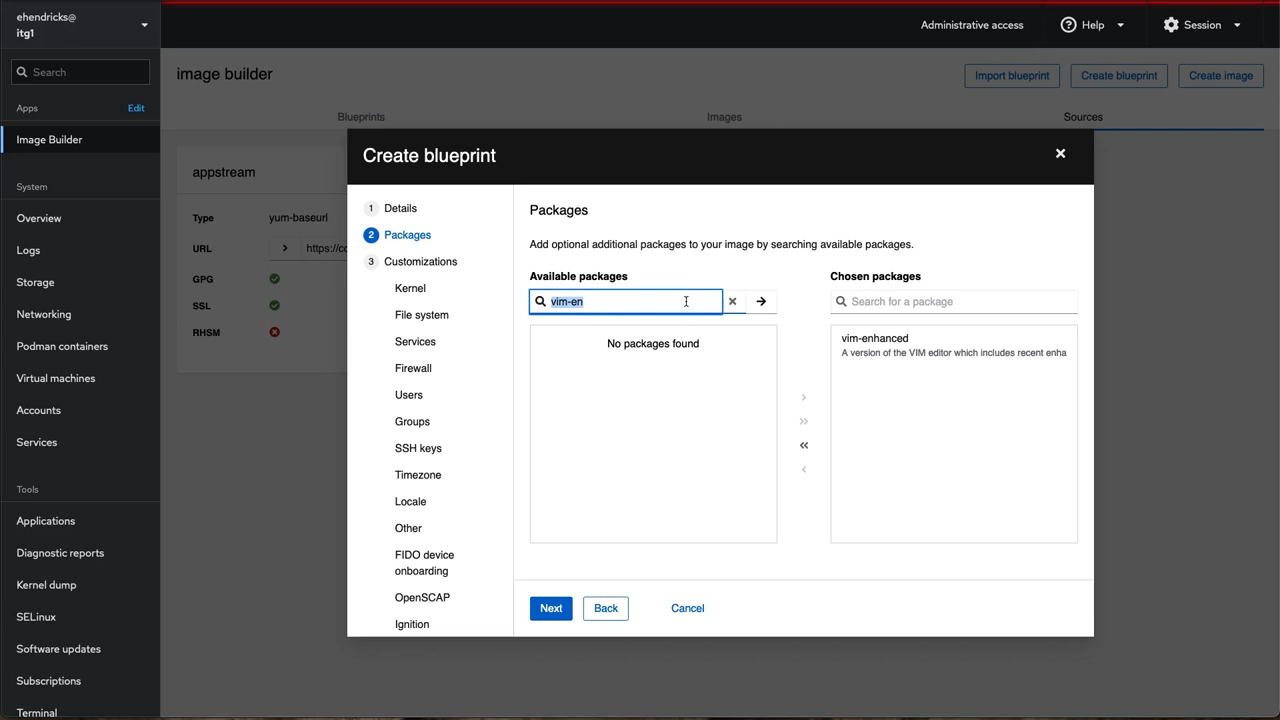 ehendricks@
itg1
Administrative access
Help
Session
Search
Apps
Edit
Image Builder
System
Overview
Logs
Storage
Networking
Podman containers
Virtual machines
Accounts
Services
Tools
Applications
Diagnostic reports
Kernel dump
SELinux
Software updates
Subscriptions
Terminal
image builder
Import blueprint
Create blueprint
Create image
Blueprints
Images
Sources
appstream
Type
yum-baseurl
URL
https://cd
GPG
SSL
RHSM
Create blueprint
1 Details
2 Packages
3 Customizations
Kernel
File system
Services
Firewall
Users
Groups
SSH keys
Timezone
Locale
Other
FIDO device
onboarding
OpenSCAP
Ignition
Packages
Add optional additional packages to your image by searching available packages.
Available packages
vim-en
No packages found
Chosen packages
Search for a package
vim-enhanced
A version of the VIM editor which includes recent enha
Next
Back
Cancel